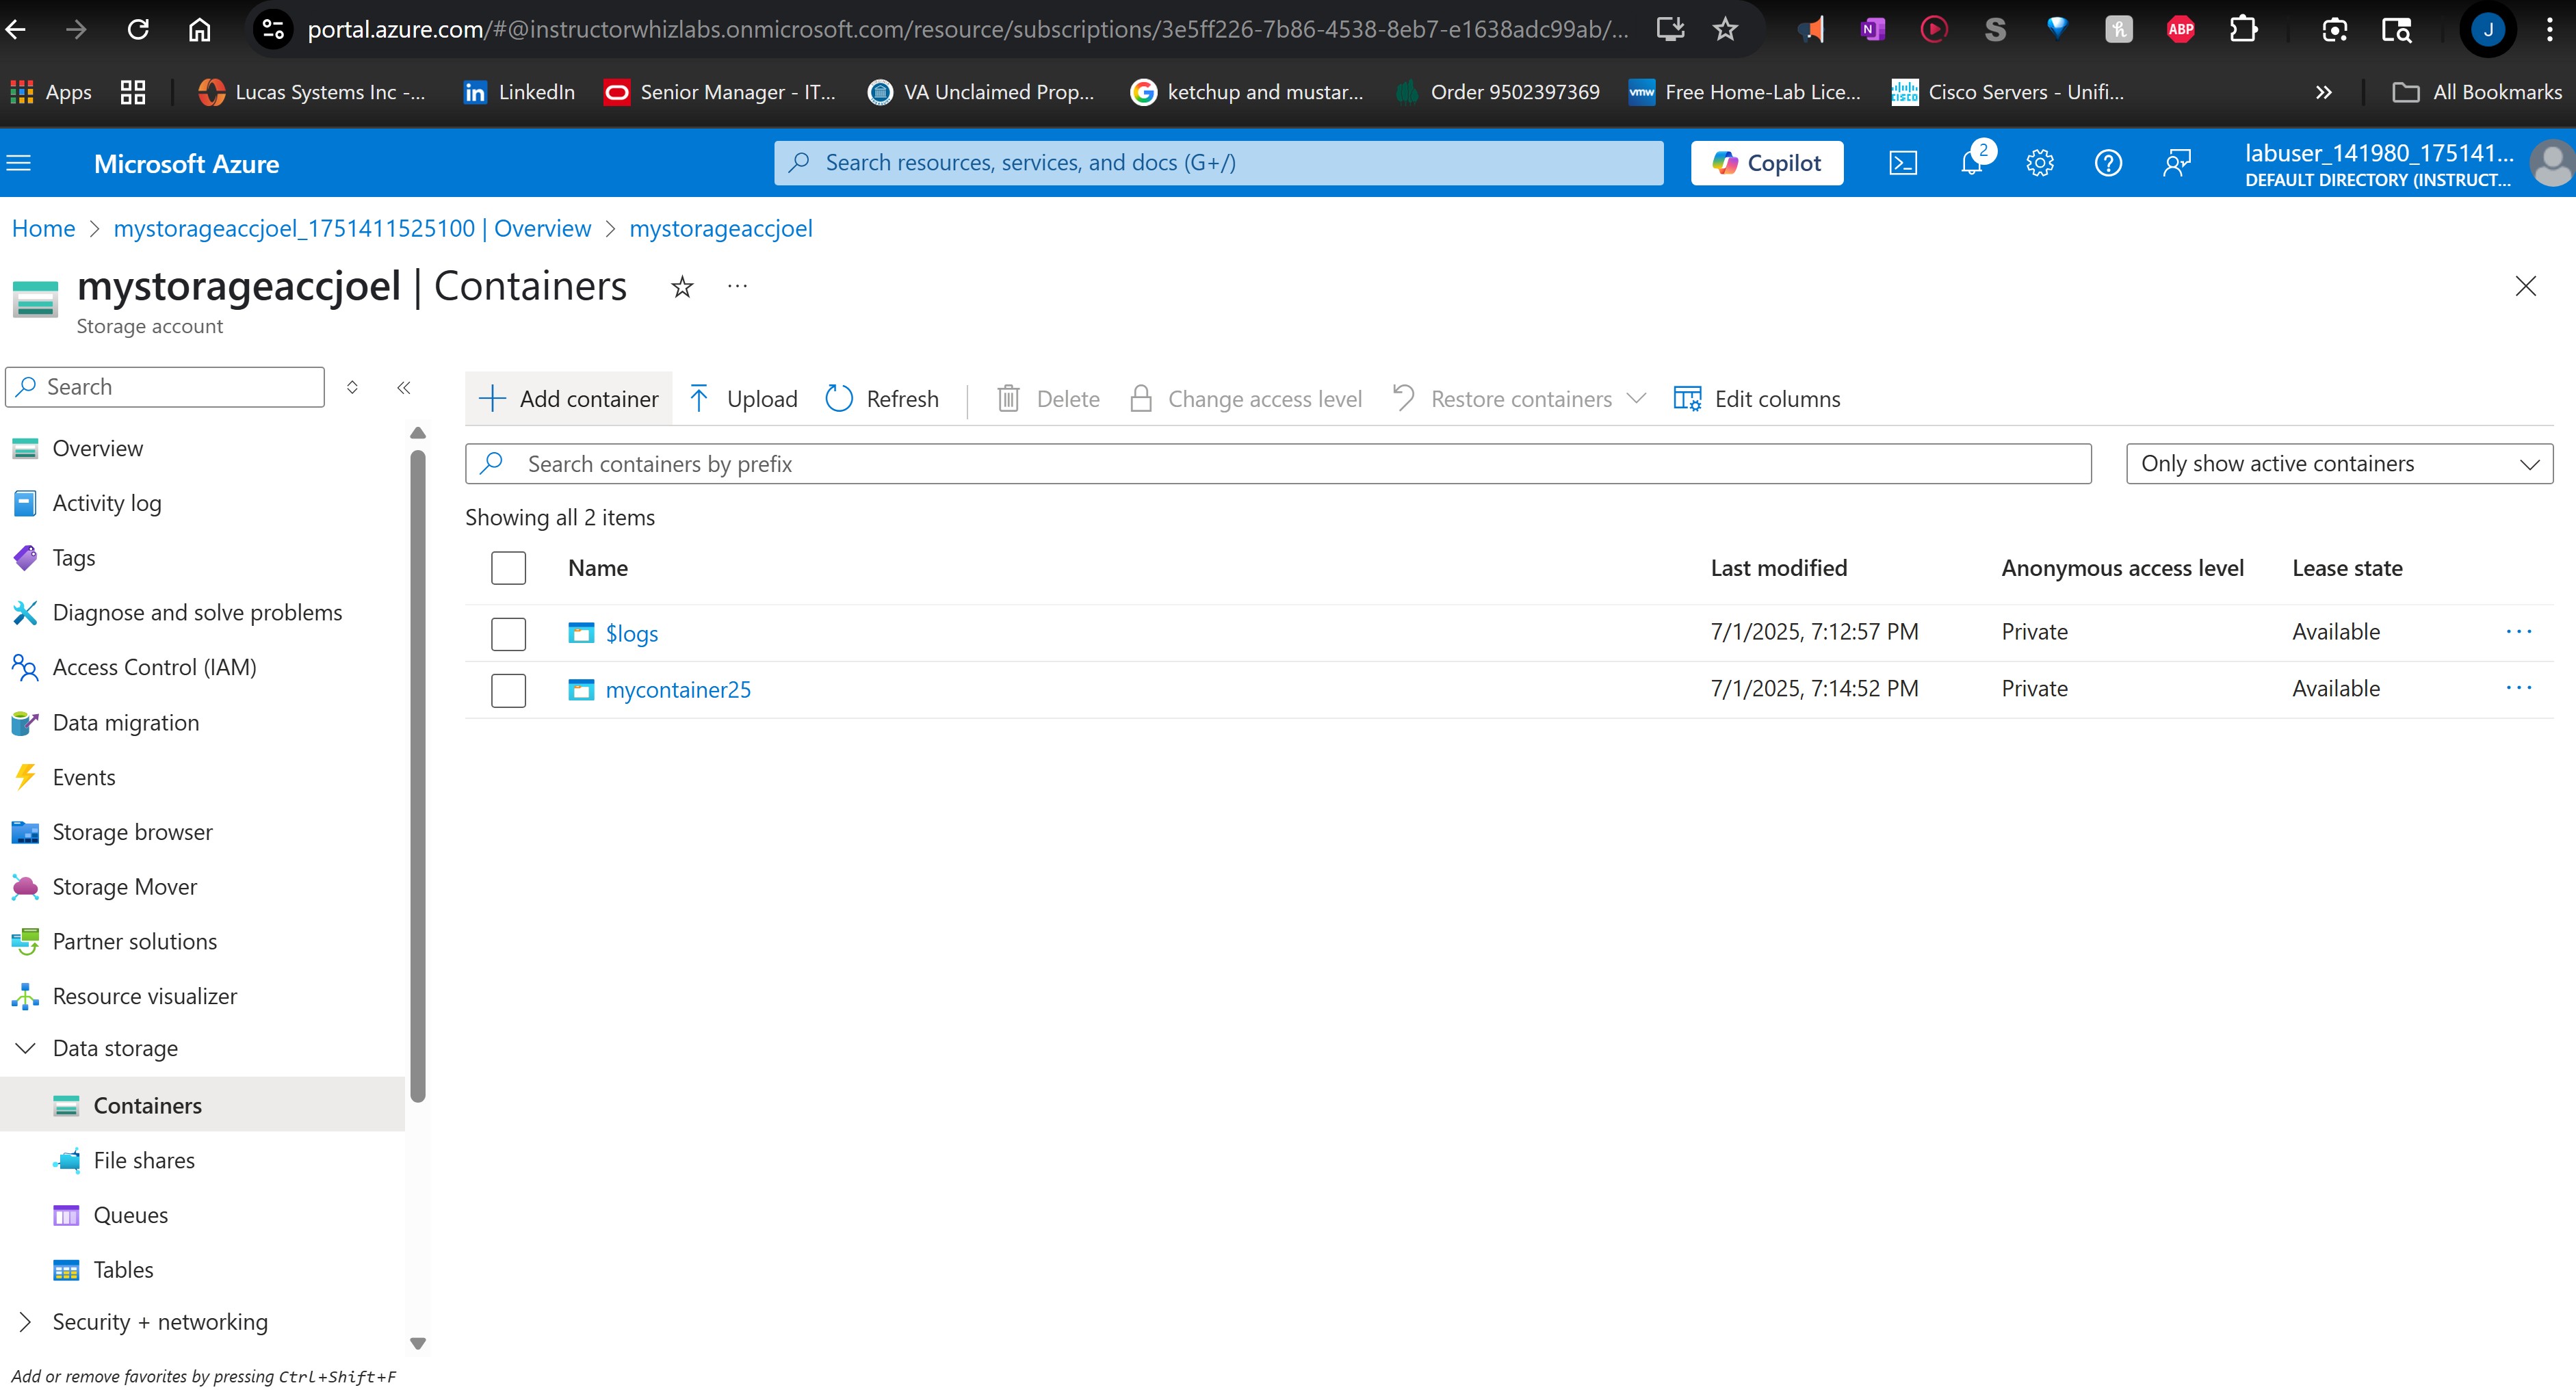 portal.azure.com/#@instructorwhizlabs.onmicrosoft.com/resource/subscriptions/3e5ff226-7b86-4538-8eb7-e1638adc99ab/...
N S h ABP J
Apps Lucas Systems Inc -... in LinkedIn Senior Manager - IT... VA Unclaimed Prop... G ketchup and mustar... Order 9502397369 vmw Free Home-Lab Lice... CISCO Cisco Servers - Unifi... » All Bookmarks
Microsoft Azure
Search resources, services, and docs (G+/)
Copilot
2
labuser_141980_175141...
DEFAULT DIRECTORY (INSTRUCT...
Home > mystorageaccjoel_1751411525100 | Overview > mystorageaccjoel
mystorageaccjoel | Containers
Storage account
Search
Overview
Activity log
Tags
Diagnose and solve problems
Access Control (IAM)
Data migration
Events
Storage browser
Storage Mover
Partner solutions
Resource visualizer
Data storage
Containers
File shares
Queues
Tables
Security + networking
Add or remove favorites by pressing Ctrl+Shift+F
Add container Upload Refresh Delete Change access level Restore containers Edit columns
Search containers by prefix
Only show active containers
Showing all 2 items
Name Last modified Anonymous access level Lease state
$logs 7/1/2025, 7:12:57 PM Private Available ...
mycontainer25 7/1/2025, 7:14:52 PM Private Available ...